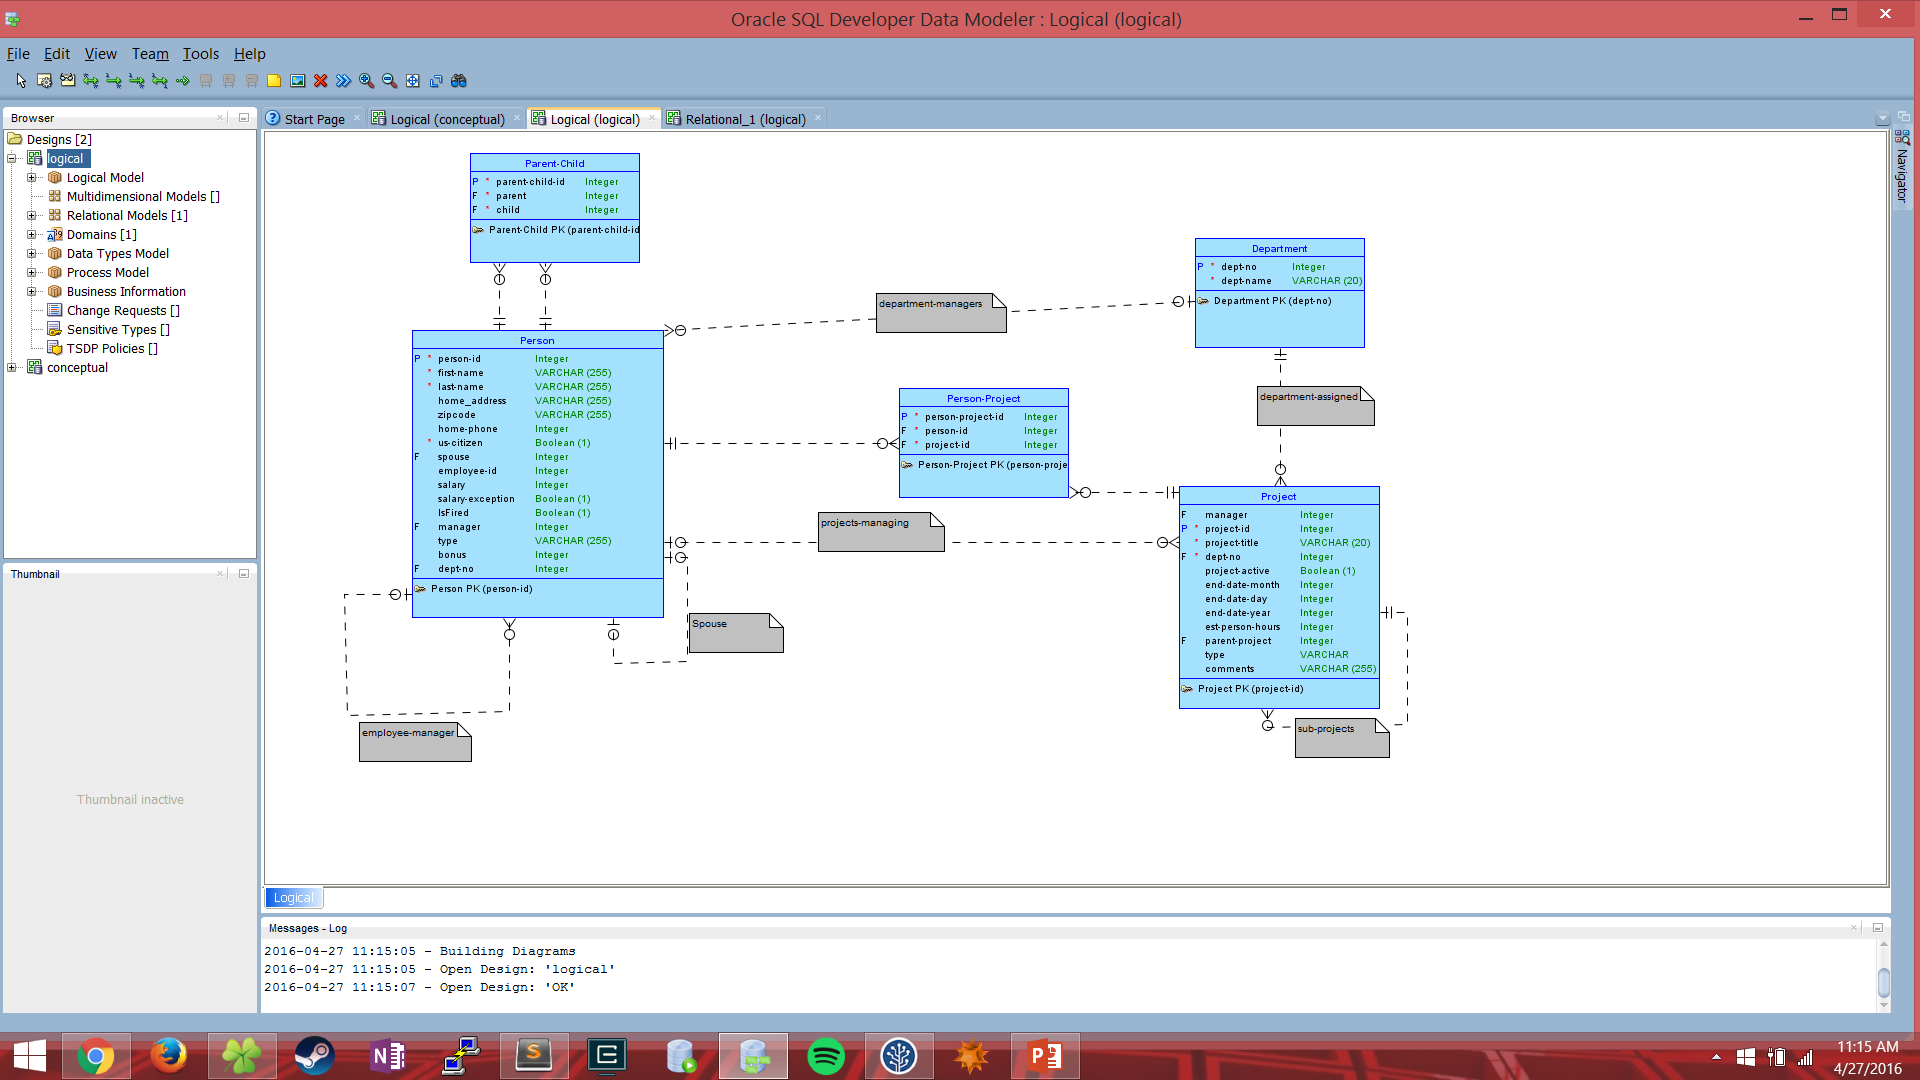 Oracle SQL Developer Data Modeler : Logical (logical)
File Edit View Team Tools Help
Browser
Designs [2]
logical
Logical Model
Multidimensional Models []
Relational Models [1]
Domains [1]
Data Types Model
Process Model
Business Information
Change Requests []
Sensitive Types []
TSDP Policies []
conceptual
Thumbnail
Thumbnail inactive
Start Page
Logical (conceptual)
Logical (logical)
Relational_1 (logical)
Navigator
Parent-Child
P * parent-child-id Integer
F * parent Integer
F * child Integer
Parent-Child PK (parent-child-id
Person
P * person-id Integer
* first-name VARCHAR (255)
* last-name VARCHAR (255)
home_address VARCHAR (255)
zipcode VARCHAR (255)
home-phone Integer
* us-citizen Boolean (1)
F spouse Integer
employee-id Integer
salary Integer
salary-exception Boolean (1)
IsFired Boolean (1)
F manager Integer
type VARCHAR (255)
bonus Integer
F dept-no Integer
Person PK (person-id)
department-managers
Department
P * dept-no Integer
* dept-name VARCHAR (20)
Department PK (dept-no)
department-assigned
Person-Project
P * person-project-id Integer
F * person-id Integer
F * project-id Integer
Person-Project PK (person-proje
projects-managing
Project
F manager Integer
P * project-id Integer
* project-title VARCHAR (20)
F * dept-no Integer
project-active Boolean (1)
end-date-month Integer
end-date-day Integer
end-date-year Integer
est-person-hours Integer
F parent-project Integer
type VARCHAR
comments VARCHAR (255)
Project PK (project-id)
Spouse
employee-manager
sub-projects
Logical
Messages - Log
2016-04-27 11:15:05 - Building Diagrams
2016-04-27 11:15:05 - Open Design: 'logical'
2016-04-27 11:15:07 - Open Design: 'OK'
11:15 AM
4/27/2016